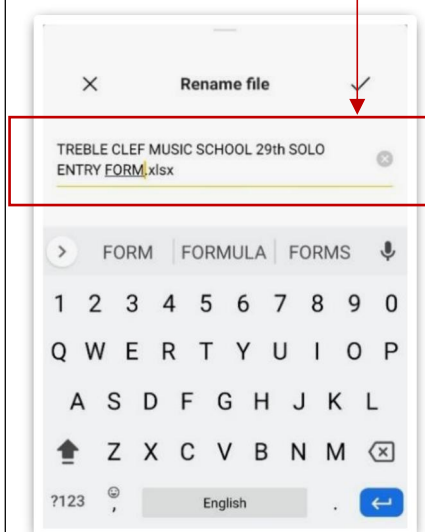 Rename file
TREBLE CLEF MUSIC SCHOOL 29th SOLO
ENTRY FORM.xlsx
FORM FORMULA FORMS
1 2 3 4 5 6 7 8 9 0
Q W E R T Y U I O P
A S D F G H J K L
Z X C V B N M
?123 , English .